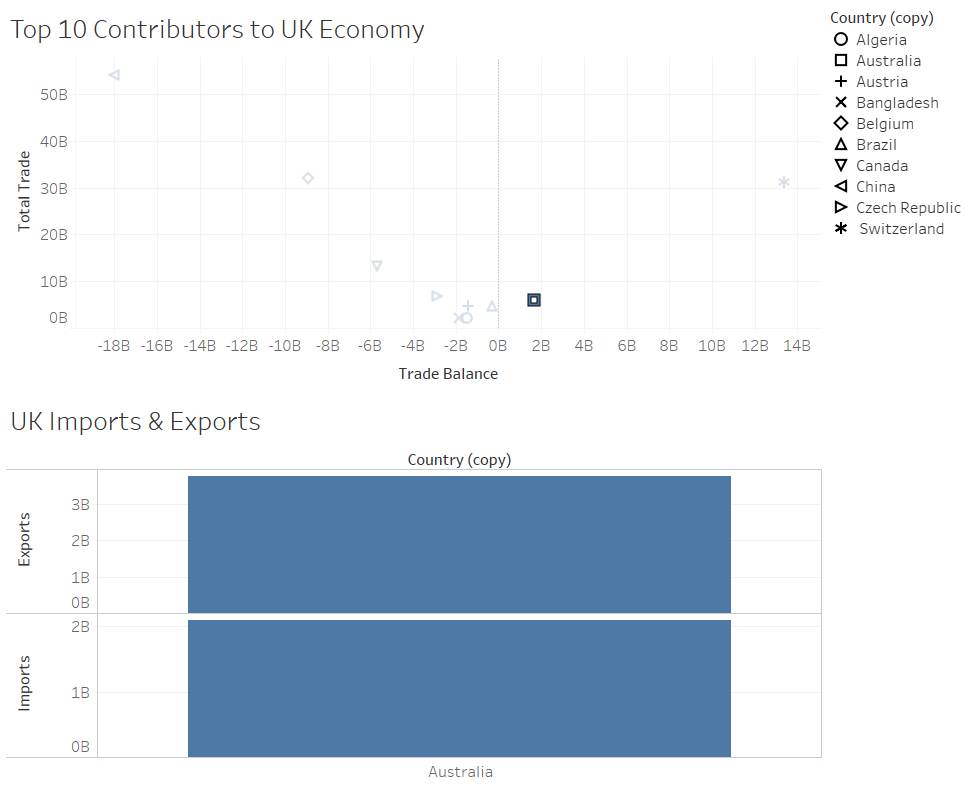 Top 10 Contributors to UK Economy
Country (copy)
Algeria
Australia
Austria
Bangladesh
Belgium
Brazil
Canada
China
Czech Republic
Switzerland
Total Trade
50B
40B
30B
20B
10B
0B
-18B -16B -14B -12B -10B -8B -6B -4B -2B 0B 2B 4B 6B 8B 10B 12B 14B
Trade Balance
UK Imports & Exports
Country (copy)
Exports
3B
2B
1B
0B
Imports
2B
1B
0B
Australia